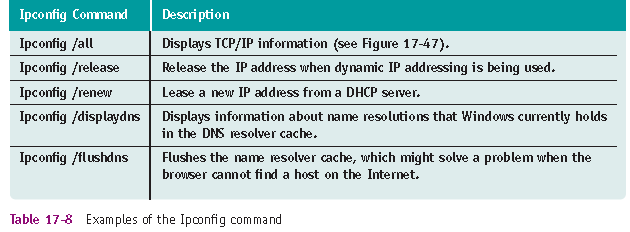 Ipconfig Command Description
Ipconfig /all Displays TCP/IP information (see Figure 17-47).
Ipconfig /release Release the IP address when dynamic IP addressing is being used.
Ipconfig /renew Lease a new IP address from a DHCP server.
Ipconfig /displaydns Displays information about name resolutions that Windows currently holds
in the DNS resolver cache.
Ipconfig /flushdns Flushes the name resolver cache, which might solve a problem when the
browser cannot find a host on the Internet.
Table 17-8 Examples of the Ipconfig command